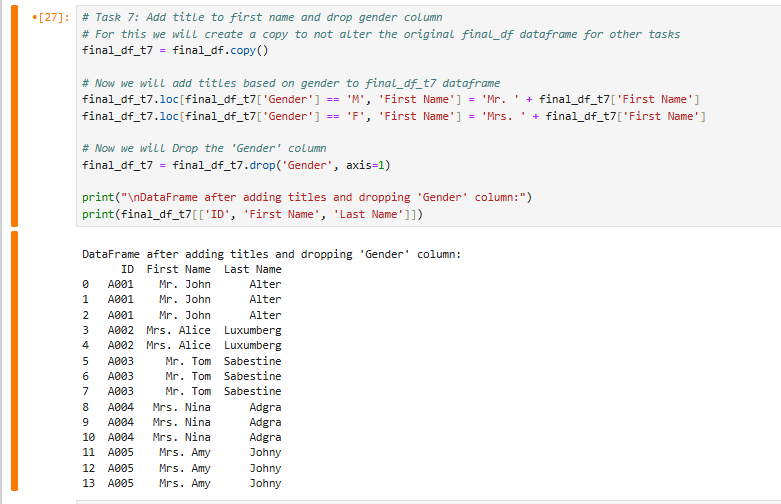 •[27]:
# Task 7: Add title to first name and drop gender column
# For this we will create a copy to not alter the original final_df dataframe for other tasks
final_df_t7 = final_df.copy()
# Now we will add titles based on gender to final_df_t7 dataframe
final_df_t7.loc[final_df_t7['Gender'] == 'M', 'First Name'] = 'Mr. ' + final_df_t7['First Name']
final_df_t7.loc[final_df_t7['Gender'] == 'F', 'First Name'] = 'Mrs. ' + final_df_t7['First Name']
# Now we will Drop the 'Gender' column
final_df_t7 = final_df_t7.drop('Gender', axis=1)
print("\nDataFrame after adding titles and dropping 'Gender' column:")
print(final_df_t7[['ID', 'First Name', 'Last Name']])
DataFrame after adding titles and dropping 'Gender' column:
ID First Name Last Name
0 A001 Mr. John Alter
1 A001 Mr. John Alter
2 A001 Mr. John Alter
3 A002 Mrs. Alice Luxumberg
4 A002 Mrs. Alice Luxumberg
5 A003 Mr. Tom Sabestine
6 A003 Mr. Tom Sabestine
7 A003 Mr. Tom Sabestine
8 A004 Mrs. Nina Adgra
9 A004 Mrs. Nina Adgra
10 A004 Mrs. Nina Adgra
11 A005 Mrs. Amy Johny
12 A005 Mrs. Amy Johny
13 A005 Mrs. Amy Johny